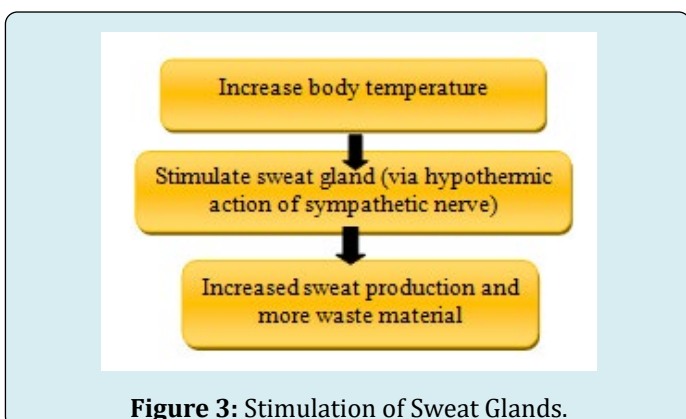 Increase body temperature
Stimulate sweat gland (via hypothermic
action of sympathetic nerve)
Increased sweat production and
more waste material
Figure 3: Stimulation of Sweat Glands.